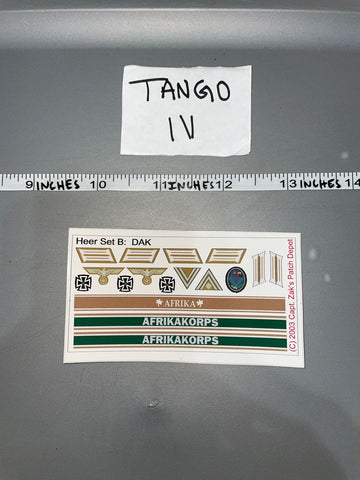 TANGO
IV
9 INCHES 10 11 INCHES 12 13 INCHES 14
Heer Set B: DAK
AFRIKA
AFRIKAKORPS
AFRIKAKORPS
(C) 2003 Capt. Zak's Patch Depot